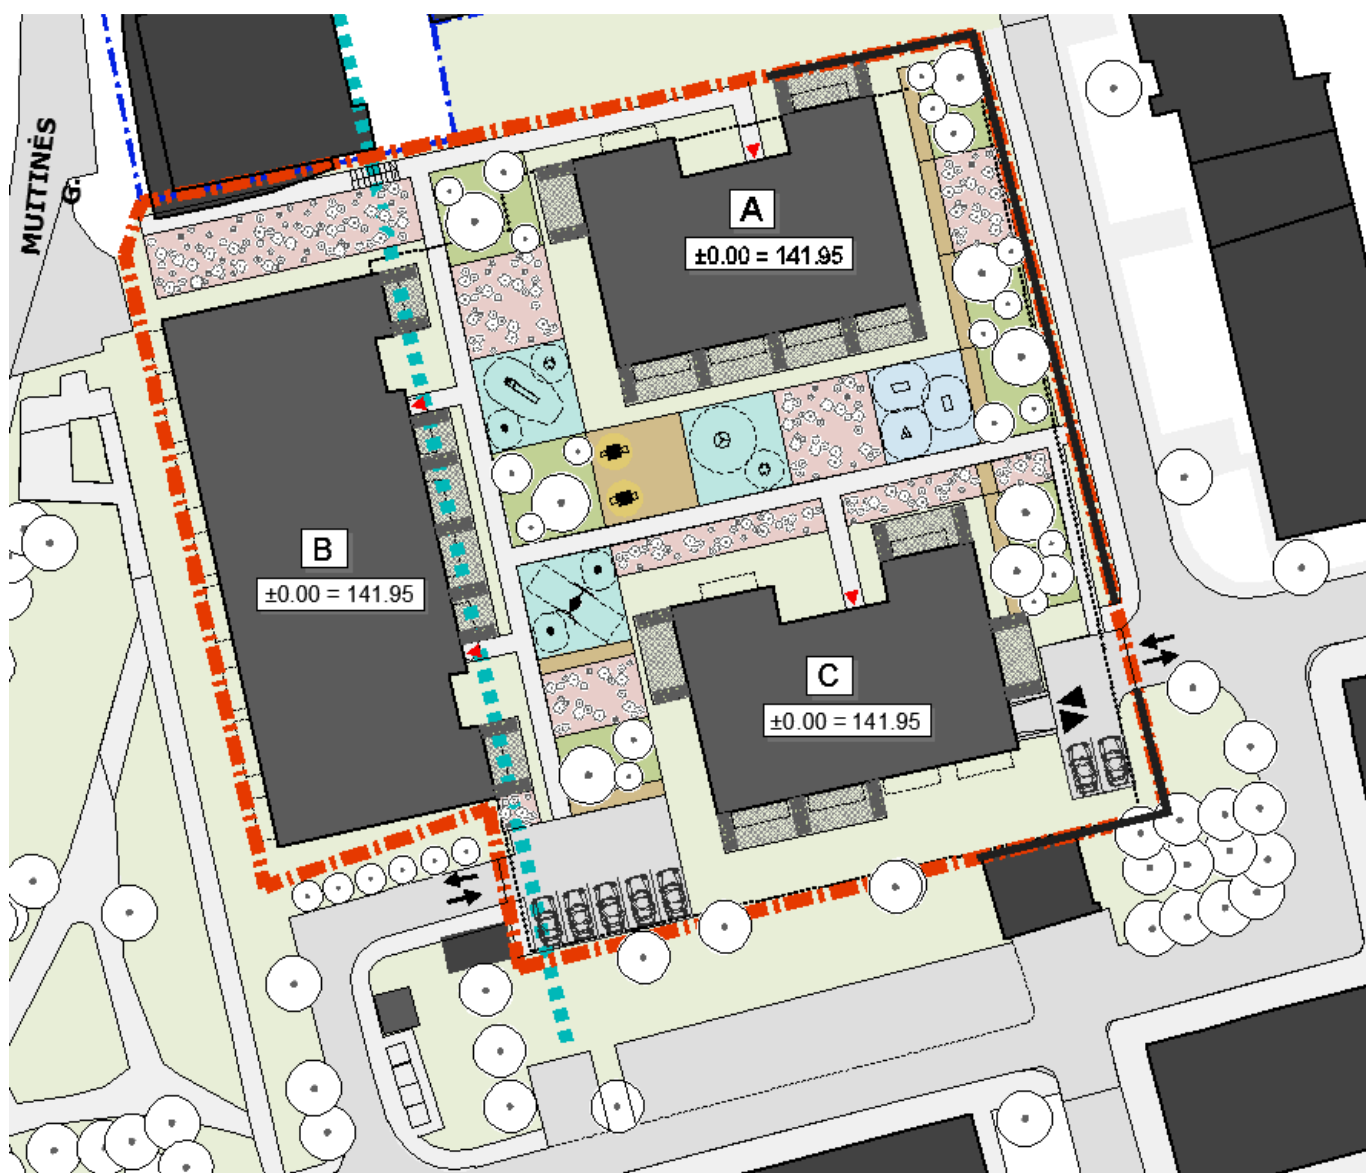 MUITINĖS
G.
A
±0.00 = 141.95
B
±0.00 = 141.95
C
±0.00 = 141.95